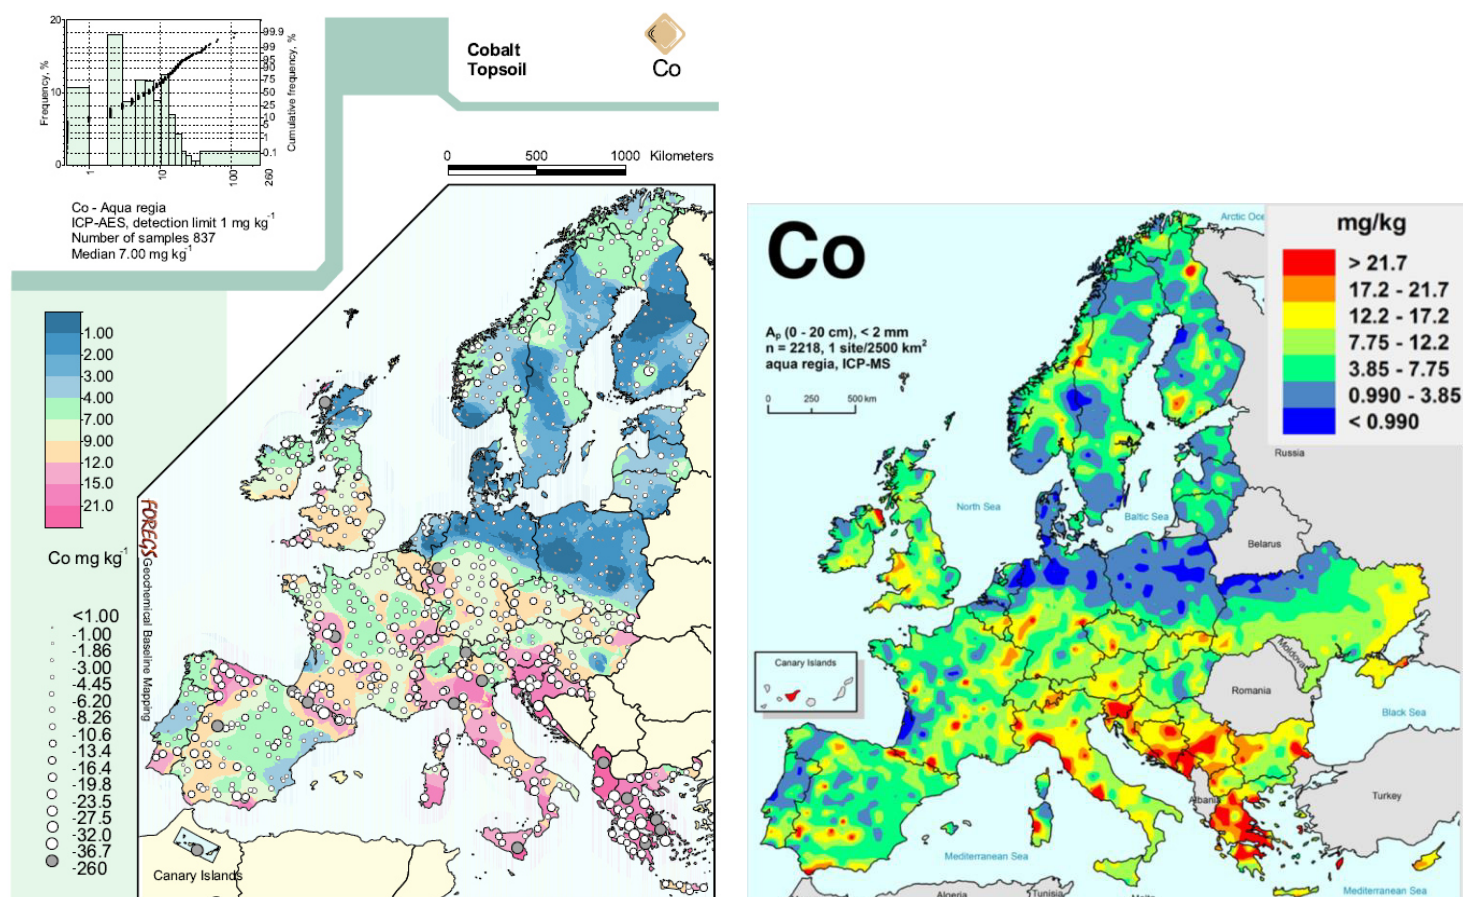 20
10
0
Frequency, %
99.9
99
95
90
75
50
25
10
5
1
0.1
Cumulative frequency, %
1
10
100
260
Cobalt
Topsoil
Co
0 500 1000 Kilometers
Co - Aqua regia
ICP-AES, detection limit 1 mg kg-1
Number of samples 837
Median 7.00 mg kg-1
1.00
2.00
3.00
4.00
7.00
9.00
12.0
15.0
21.0
Co mg kg-1
<1.00
-1.00
-1.86
-3.00
-4.45
-6.20
-8.26
-10.6
-13.4
-16.4
-19.8
-23.5
-27.5
-32.0
-36.7
-260
FOREGS Geochemical Baseline Mapping
Canary Islands
Co
Ap (0 - 20 cm), < 2 mm
n = 2218, 1 site/2500 km2
aqua regia, ICP-MS
0 250 500 km
Arctic Oce
mg/kg
> 21.7
17.2 - 21.7
12.2 - 17.2
7.75 - 12.2
3.85 - 7.75
0.990 - 3.85
< 0.990
Russia
North Sea
Baltic Sea
Belarus
Canary Islands
Moldova
Romania
Black Sea
Albania
Turkey
Mediterranean Sea
Mediterranean Sea
Algeria
Tunisia
Malta